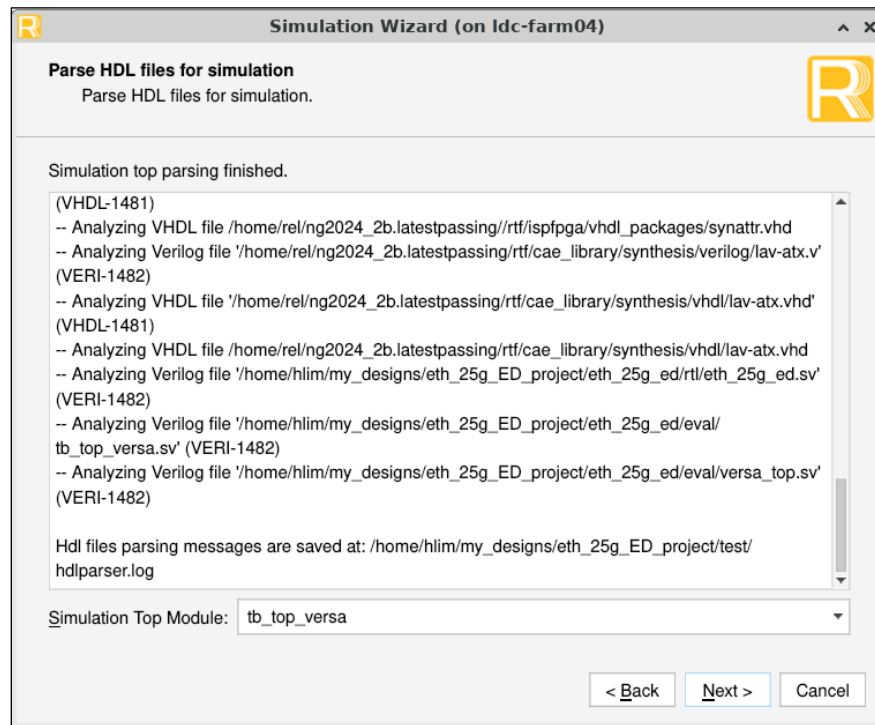 Simulation Wizard (on ldc-farm04)
Parse HDL files for simulation
Parse HDL files for simulation.
Simulation top parsing finished.
(VHDL-1481)
-- Analyzing VHDL file /home/rel/ng2024_2b.latestpassing//rtf/ispfpga/vhdl_packages/synattr.vhd
-- Analyzing Verilog file '/home/rel/ng2024_2b.latestpassing/rtf/cae_library/synthesis/verilog/lav-atx.v'
(VERI-1482)
-- Analyzing VHDL file '/home/rel/ng2024_2b.latestpassing/rtf/cae_library/synthesis/vhdl/lav-atx.vhd'
(VHDL-1481)
-- Analyzing VHDL file /home/rel/ng2024_2b.latestpassing/rtf/cae_library/synthesis/vhdl/lav-atx.vhd
-- Analyzing Verilog file '/home/hlim/my_designs/eth_25g_ED_project/eth_25g_ed/rtl/eth_25g_ed.sv'
(VERI-1482)
-- Analyzing Verilog file '/home/hlim/my_designs/eth_25g_ED_project/eth_25g_ed/eval/
tb_top_versa.sv' (VERI-1482)
-- Analyzing Verilog file '/home/hlim/my_designs/eth_25g_ED_project/eth_25g_ed/eval/versa_top.sv'
(VERI-1482)
Hdl files parsing messages are saved at: /home/hlim/my_designs/eth_25g_ED_project/test/
hdlparser.log
Simulation Top Module: tb_top_versa
< Back Next > Cancel